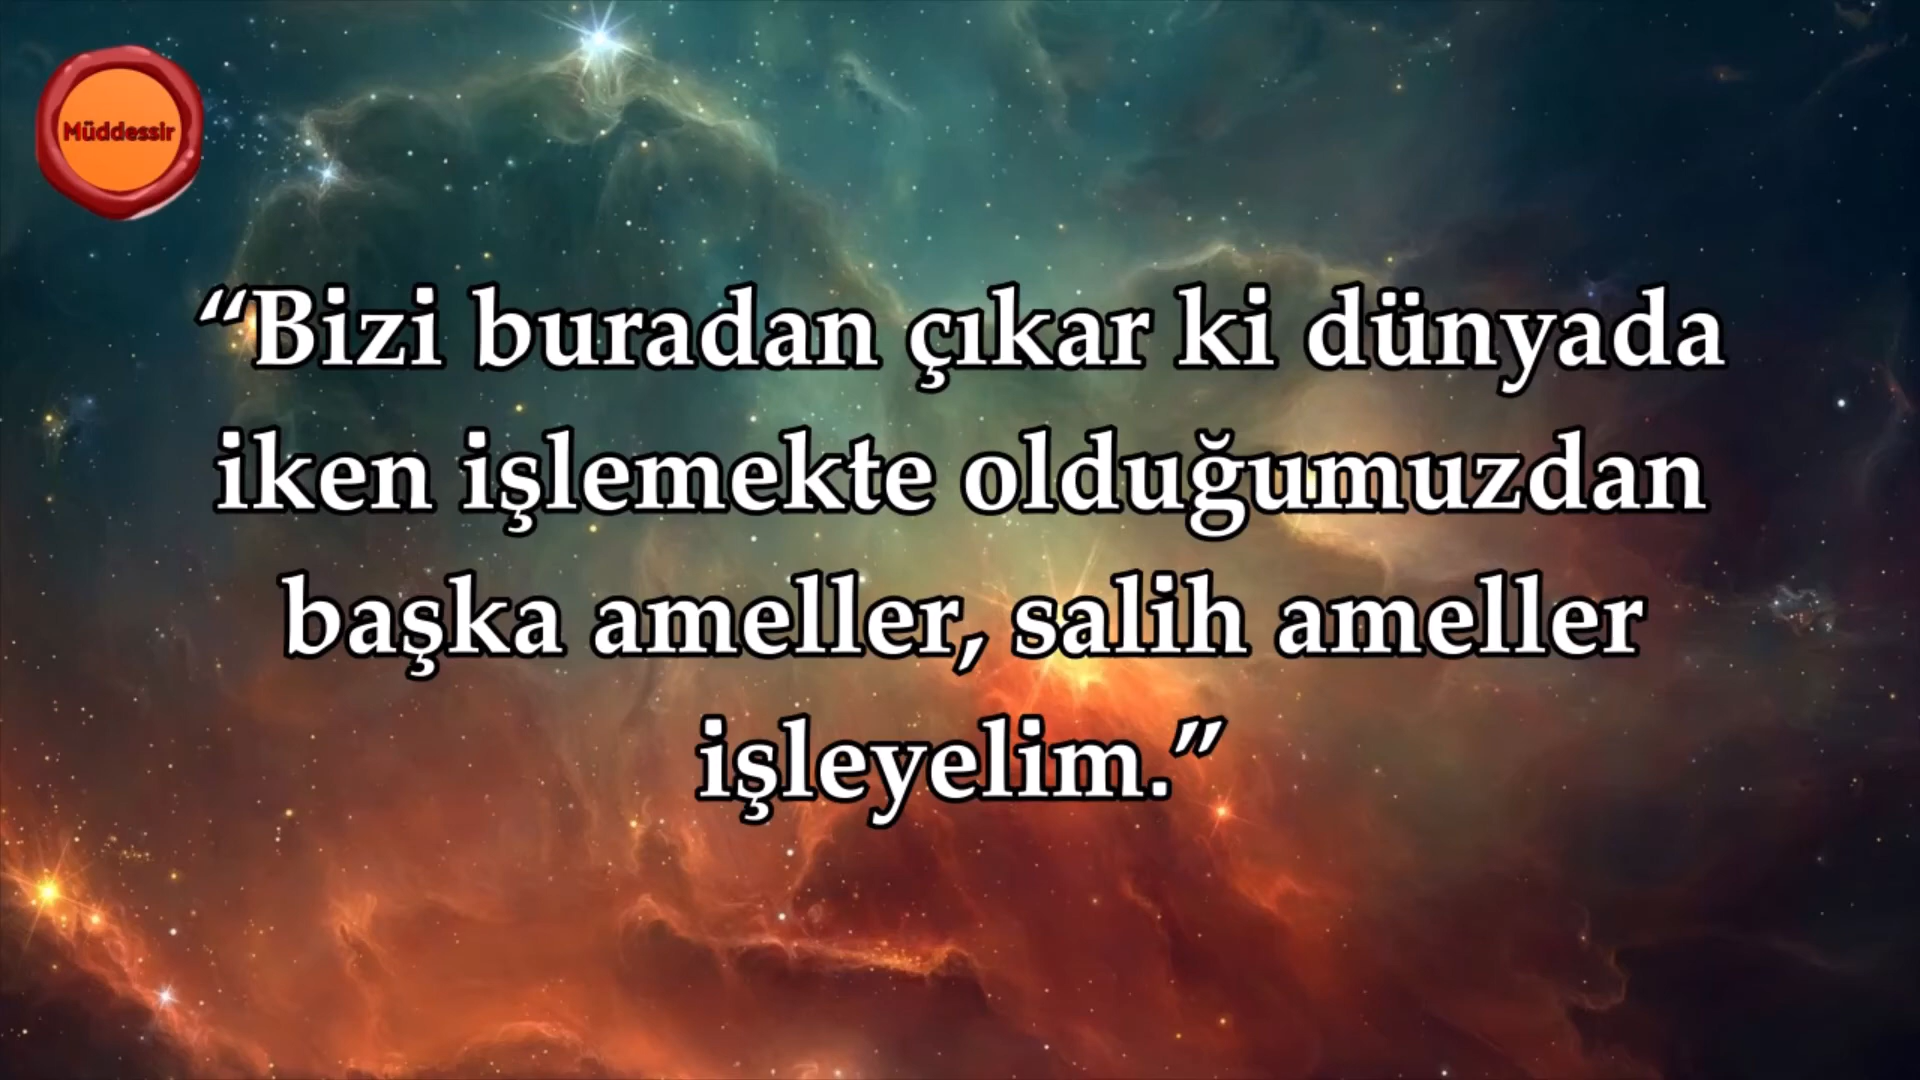 Müddessir
“Bizi buradan çıkar ki dünyada
iken işlemekte olduğumuzdan
başka ameller, salih ameller
işleyelim.”